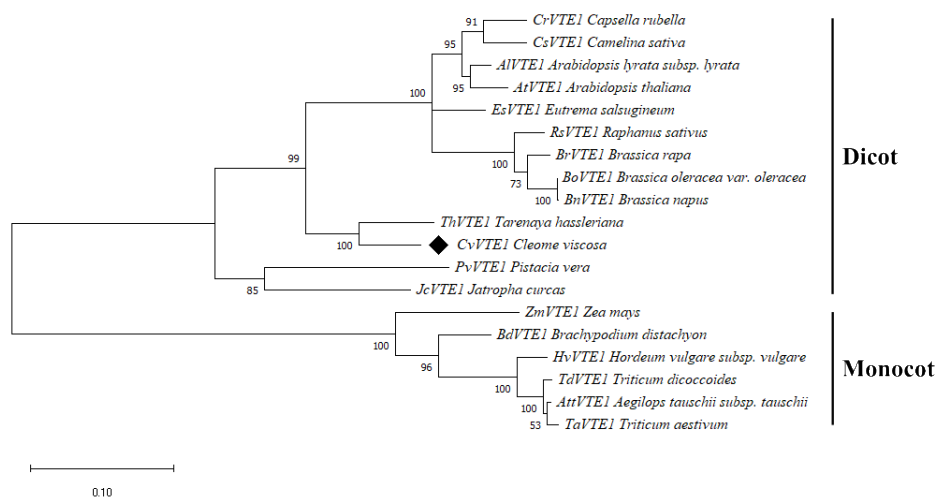 91
CrVTE1 Capsella rubella
CsVTE1 Camelina sativa
95
AlVTE1 Arabidopsis lyrata subsp. lyrata
95
AtVTE1 Arabidopsis thaliana
100
EsVTE1 Eutrema salsugineum
RsVTE1 Raphanus sativus
99
100
BrVTE1 Brassica rapa
Dicot
73
BoVTE1 Brassica oleracea var. oleracea
100
BnVTE1 Brassica napus
ThVTE1 Tarenaya hassleriana
100
CvVTE1 Cleome viscosa
PvVTE1 Pistacia vera
85
JcVTE1 Jatropha curcas
ZmVTE1 Zea mays
100
BdVTE1 Brachypodium distachyon
96
HvVTE1 Hordeum vulgare subsp. vulgare
Monocot
100
TdVTE1 Triticum dicoccoides
100
AttVTE1 Aegilops tauschii subsp. tauschii
53
TaVTE1 Triticum aestivum
0.10